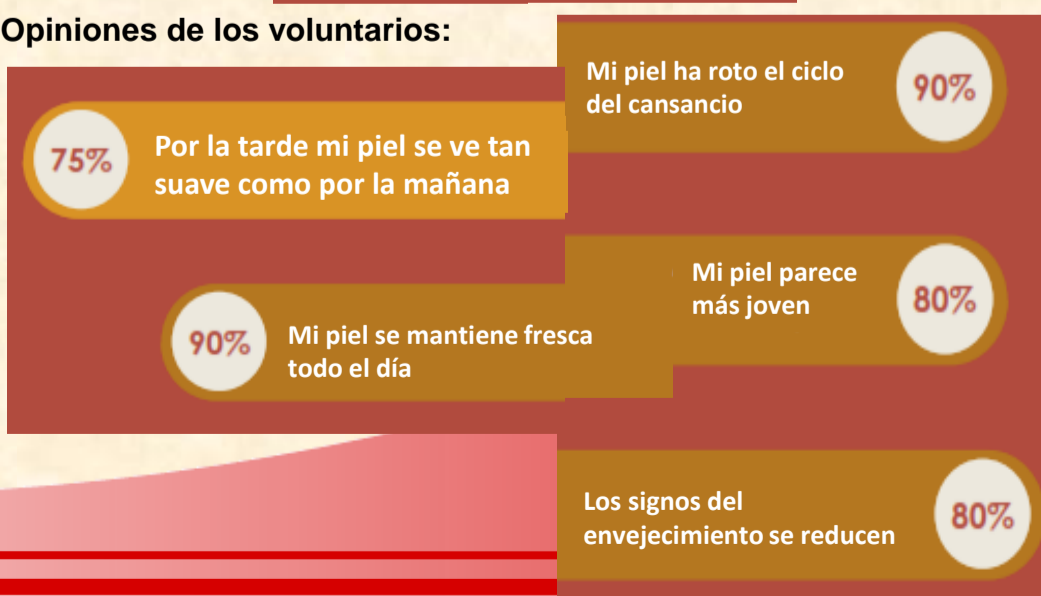 Opiniones de los voluntarios:
75%
Por la tarde mi piel se ve tan
suave como por la mañana
90%
Mi piel se mantiene fresca
todo el día
Mi piel ha roto el ciclo
del cansancio
90%
Mi piel parece
más joven
80%
Los signos del
envejecimiento se reducen
80%